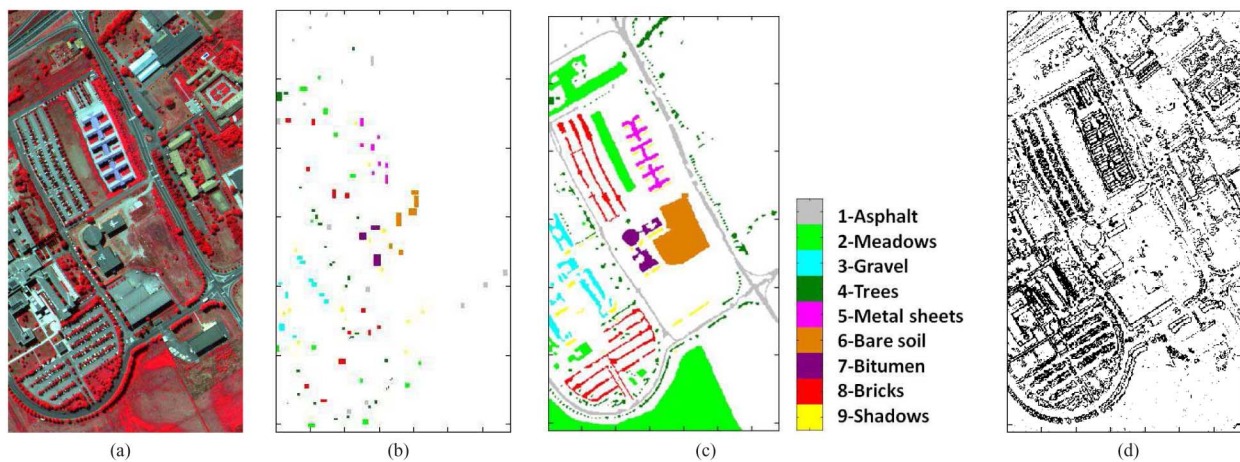 1-Asphalt
2-Meadows
3-Gravel
4-Trees
5-Metal sheets
6-Bare soil
7-Bitumen
8-Bricks
9-Shadows
(a)
(b)
(c)
(d)